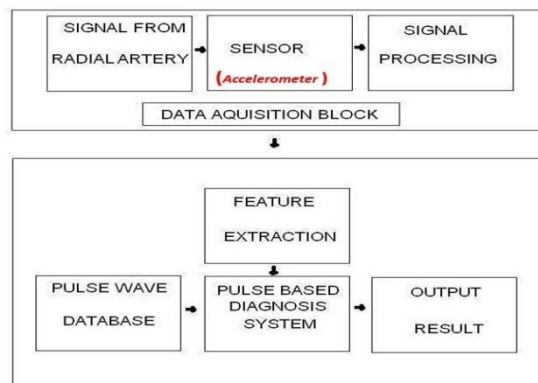 SIGNAL FROM
RADIAL ARTERY
SENSOR
(Accelerometer )
SIGNAL
PROCESSING
DATA AQUISITION BLOCK
FEATURE
EXTRACTION
PULSE WAVE
DATABASE
PULSE BASED
DIAGNOSIS
SYSTEM
OUTPUT
RESULT